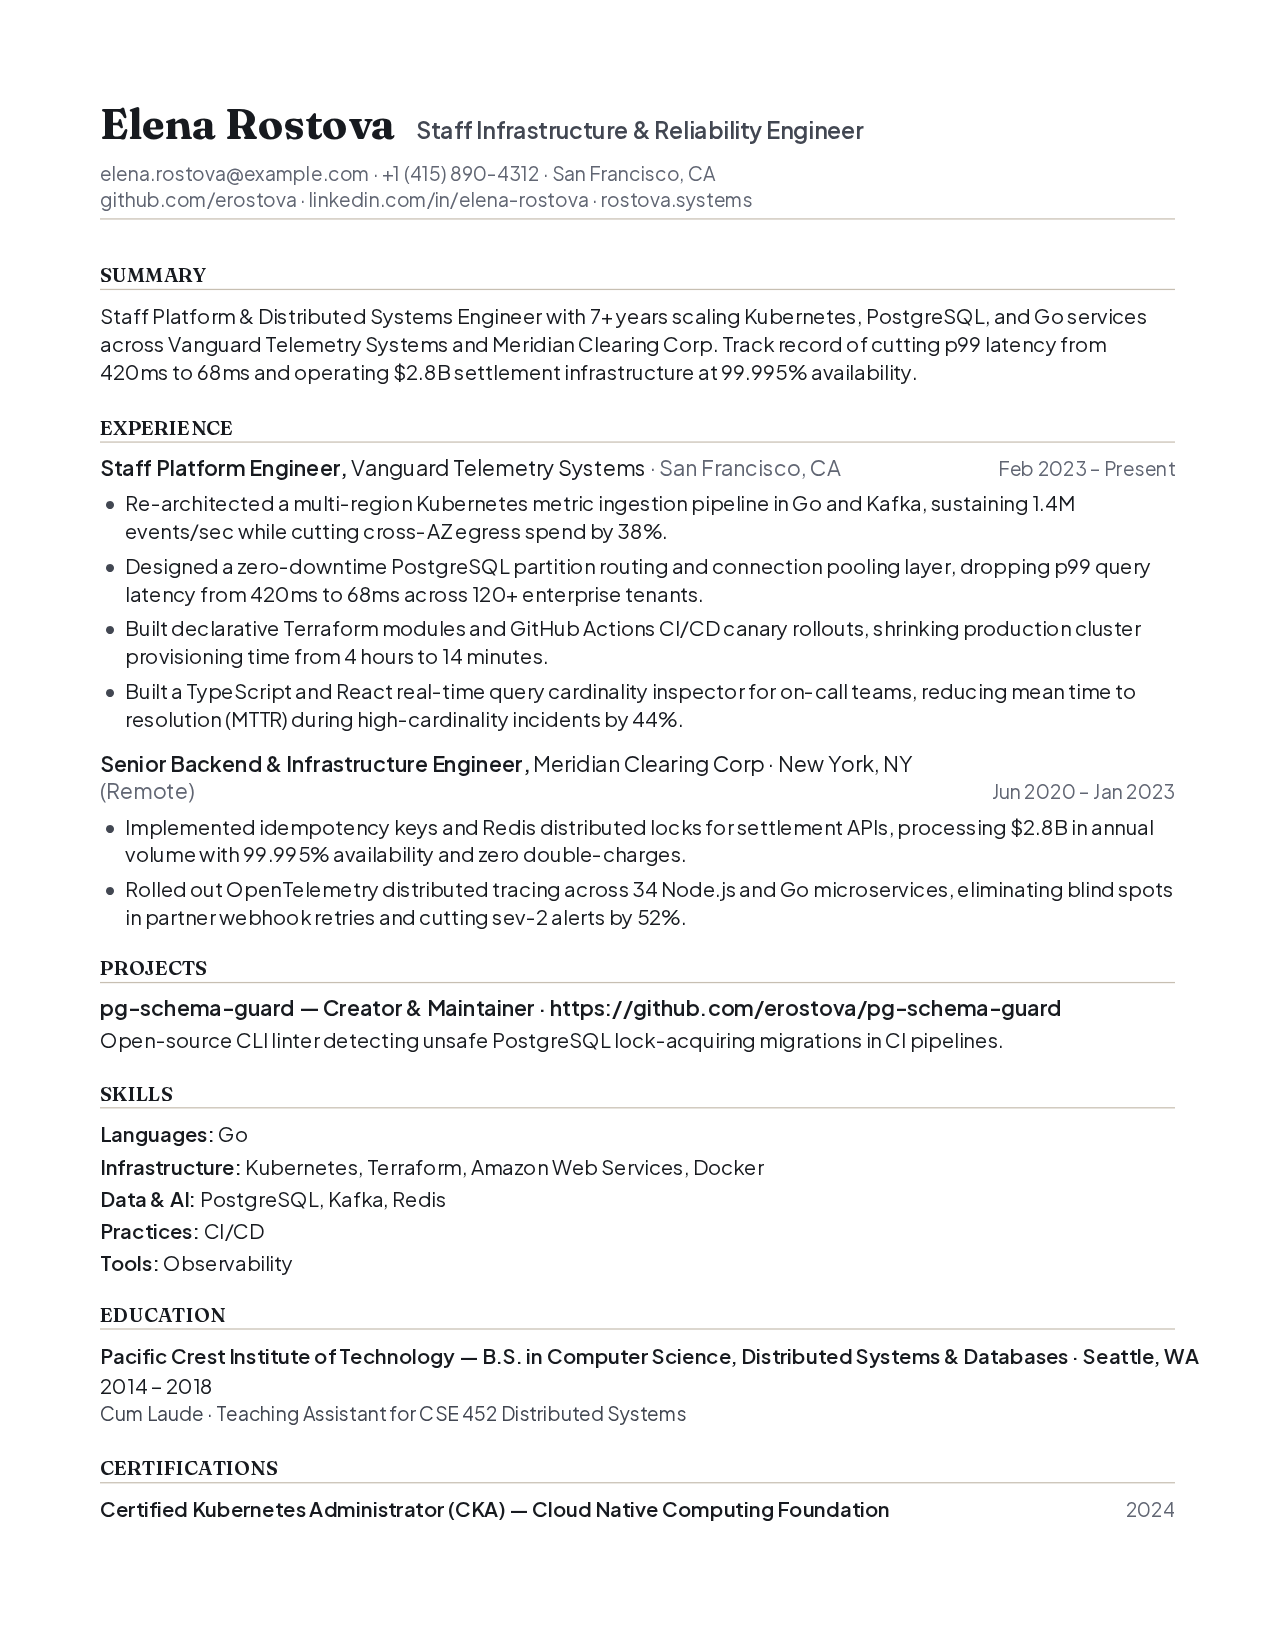 Elena Rostova Staff Infrastructure & Reliability Engineer
elena.rostova@example.com · +1 (415) 890-4312 · San Francisco, CA
github.com/erostova · linkedin.com/in/elena-rostova · rostova.systems
SUMMARY
Staff Platform & Distributed Systems Engineer with 7+ years scaling Kubernetes, PostgreSQL, and Go services
across Vanguard Telemetry Systems and Meridian Clearing Corp. Track record of cutting p99 latency from
420ms to 68ms and operating $2.8B settlement infrastructure at 99.995% availability.
EXPERIENCE
Staff Platform Engineer, Vanguard Telemetry Systems · San Francisco, CA Feb 2023 – Present
• Re-architected a multi-region Kubernetes metric ingestion pipeline in Go and Kafka, sustaining 1.4M
events/sec while cutting cross-AZ egress spend by 38%.
• Designed a zero-downtime PostgreSQL partition routing and connection pooling layer, dropping p99 query
latency from 420ms to 68ms across 120+ enterprise tenants.
• Built declarative Terraform modules and GitHub Actions CI/CD canary rollouts, shrinking production cluster
provisioning time from 4 hours to 14 minutes.
• Built a TypeScript and React real-time query cardinality inspector for on-call teams, reducing mean time to
resolution (MTTR) during high-cardinality incidents by 44%.
Senior Backend & Infrastructure Engineer, Meridian Clearing Corp · New York, NY
(Remote) Jun 2020 – Jan 2023
• Implemented idempotency keys and Redis distributed locks for settlement APIs, processing $2.8B in annual
volume with 99.995% availability and zero double-charges.
• Rolled out OpenTelemetry distributed tracing across 34 Node.js and Go microservices, eliminating blind spots
in partner webhook retries and cutting sev-2 alerts by 52%.
PROJECTS
pg-schema-guard — Creator & Maintainer · https://github.com/erostova/pg-schema-guard
Open-source CLI linter detecting unsafe PostgreSQL lock-acquiring migrations in CI pipelines.
SKILLS
Languages: Go
Infrastructure: Kubernetes, Terraform, Amazon Web Services, Docker
Data & AI: PostgreSQL, Kafka, Redis
Practices: CI/CD
Tools: Observability
EDUCATION
Pacific Crest Institute of Technology — B.S. in Computer Science, Distributed Systems & Databases · Seattle, WA
2014 – 2018
Cum Laude · Teaching Assistant for CSE 452 Distributed Systems
CERTIFICATIONS
Certified Kubernetes Administrator (CKA) — Cloud Native Computing Foundation 2024